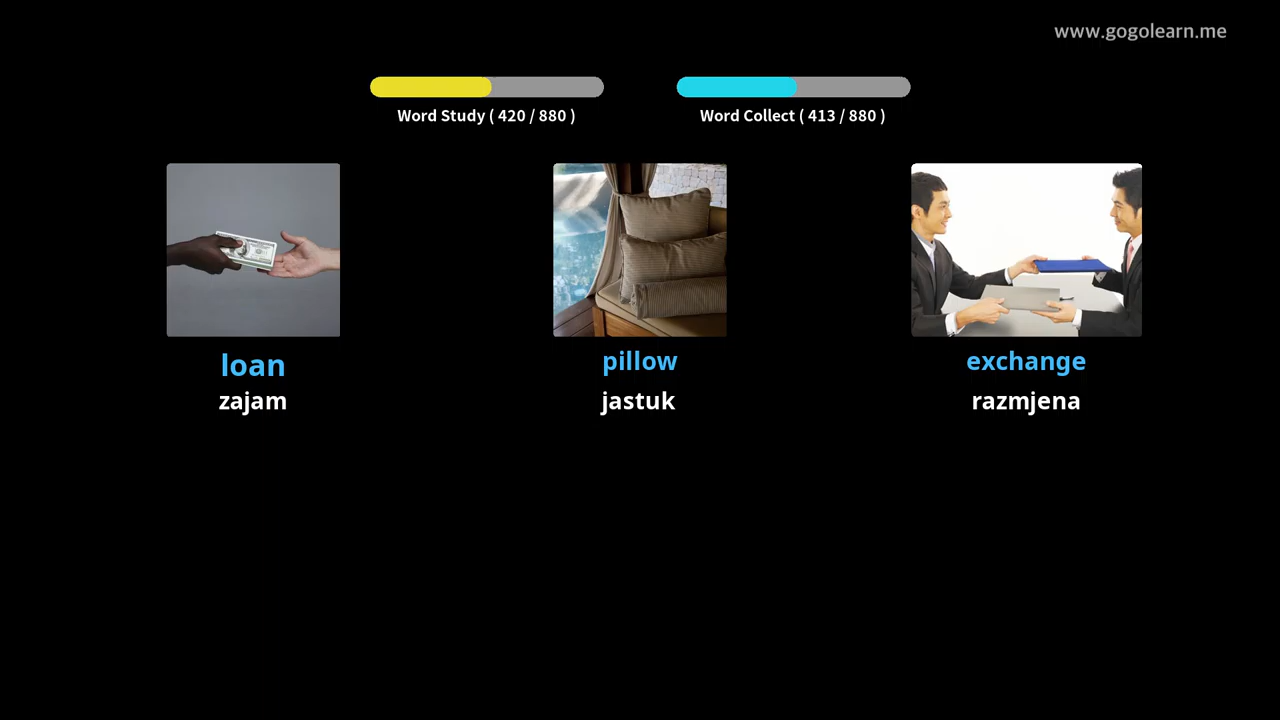 www.gogolearn.me
Word Study ( 420 / 880 )
Word Collect ( 413 / 880 )
loan
zajam
pillow
jastuk
exchange
razmjena